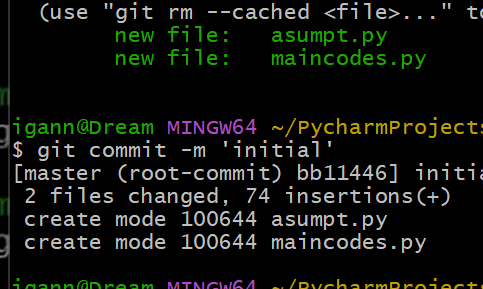 (use "git rm --cached <file>..." to
new file: asumpt.py
new file: maincodes.py
igann@Dream MINGW64 ~/PycharmProjects
$ git commit -m 'initial'
[master (root-commit) bb11446] initia
2 files changed, 74 insertions(+)
create mode 100644 asumpt.py
create mode 100644 maincodes.py
igann@Dream MINGW64 ~/PycharmProjects